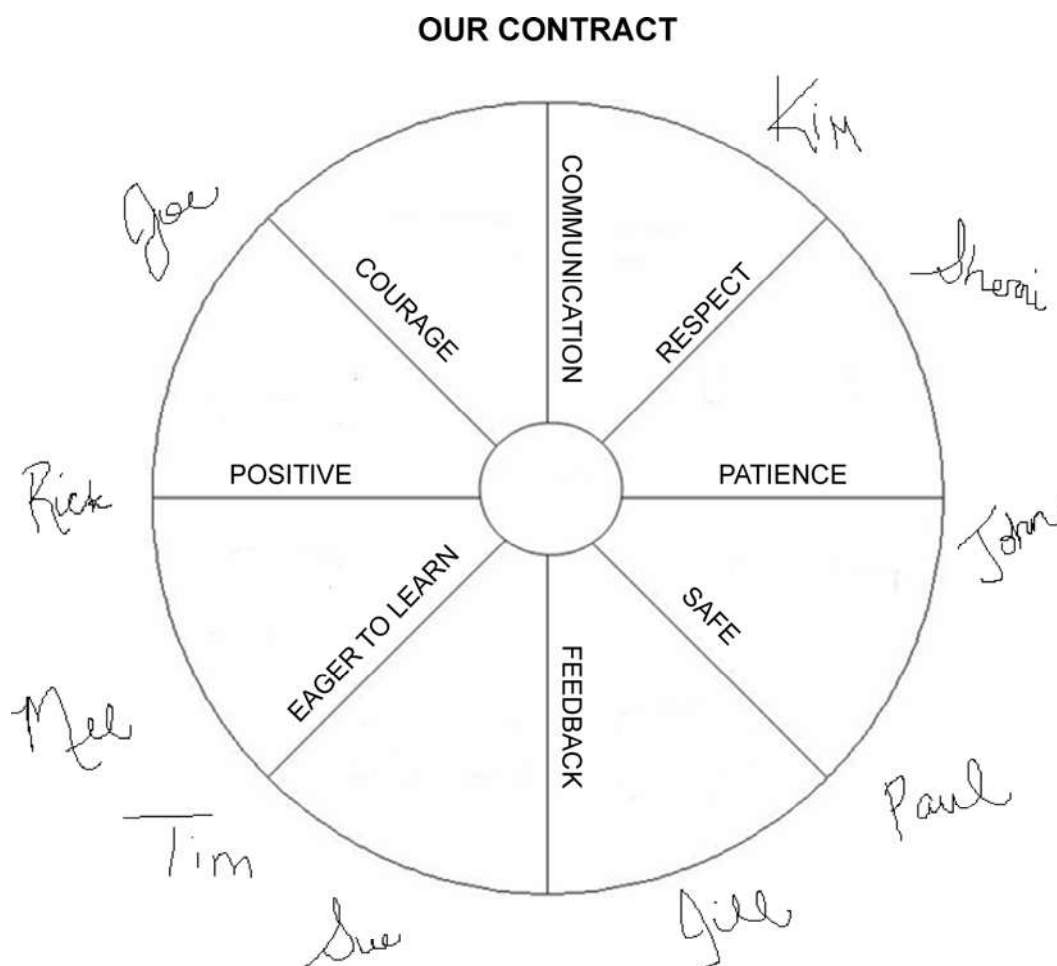 OUR CONTRACT
Kim
Joe
COMMUNICATION
Sherri
COURAGE
RESPECT
POSITIVE
PATIENCE
Rick
John
EAGER TO LEARN
SAFE
FEEDBACK
Paul
Tim
Jill
Sue